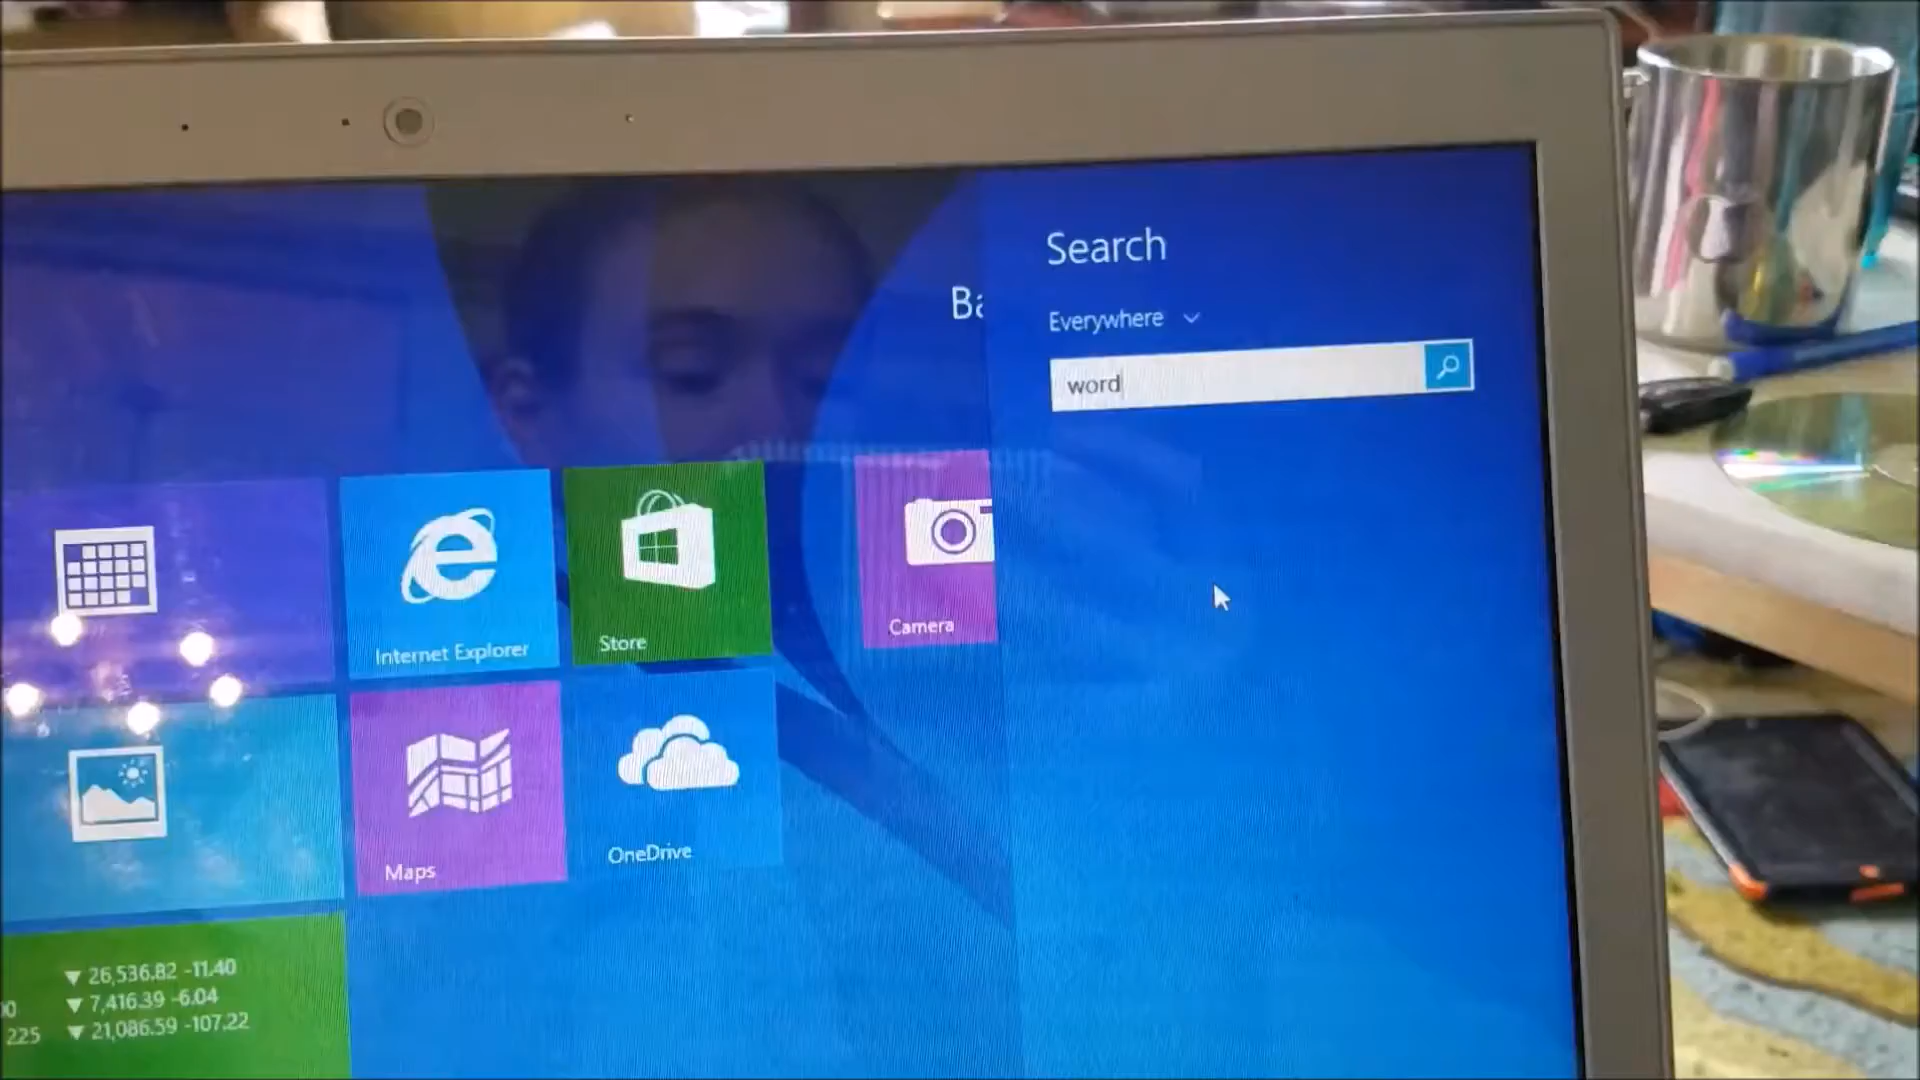 Search
Ba
Everywhere
word
Internet Explorer
Store
Camera
Maps
OneDrive
26,536.82 -11.40
7,416.39 -6.04
225 21,086.59 -107.22